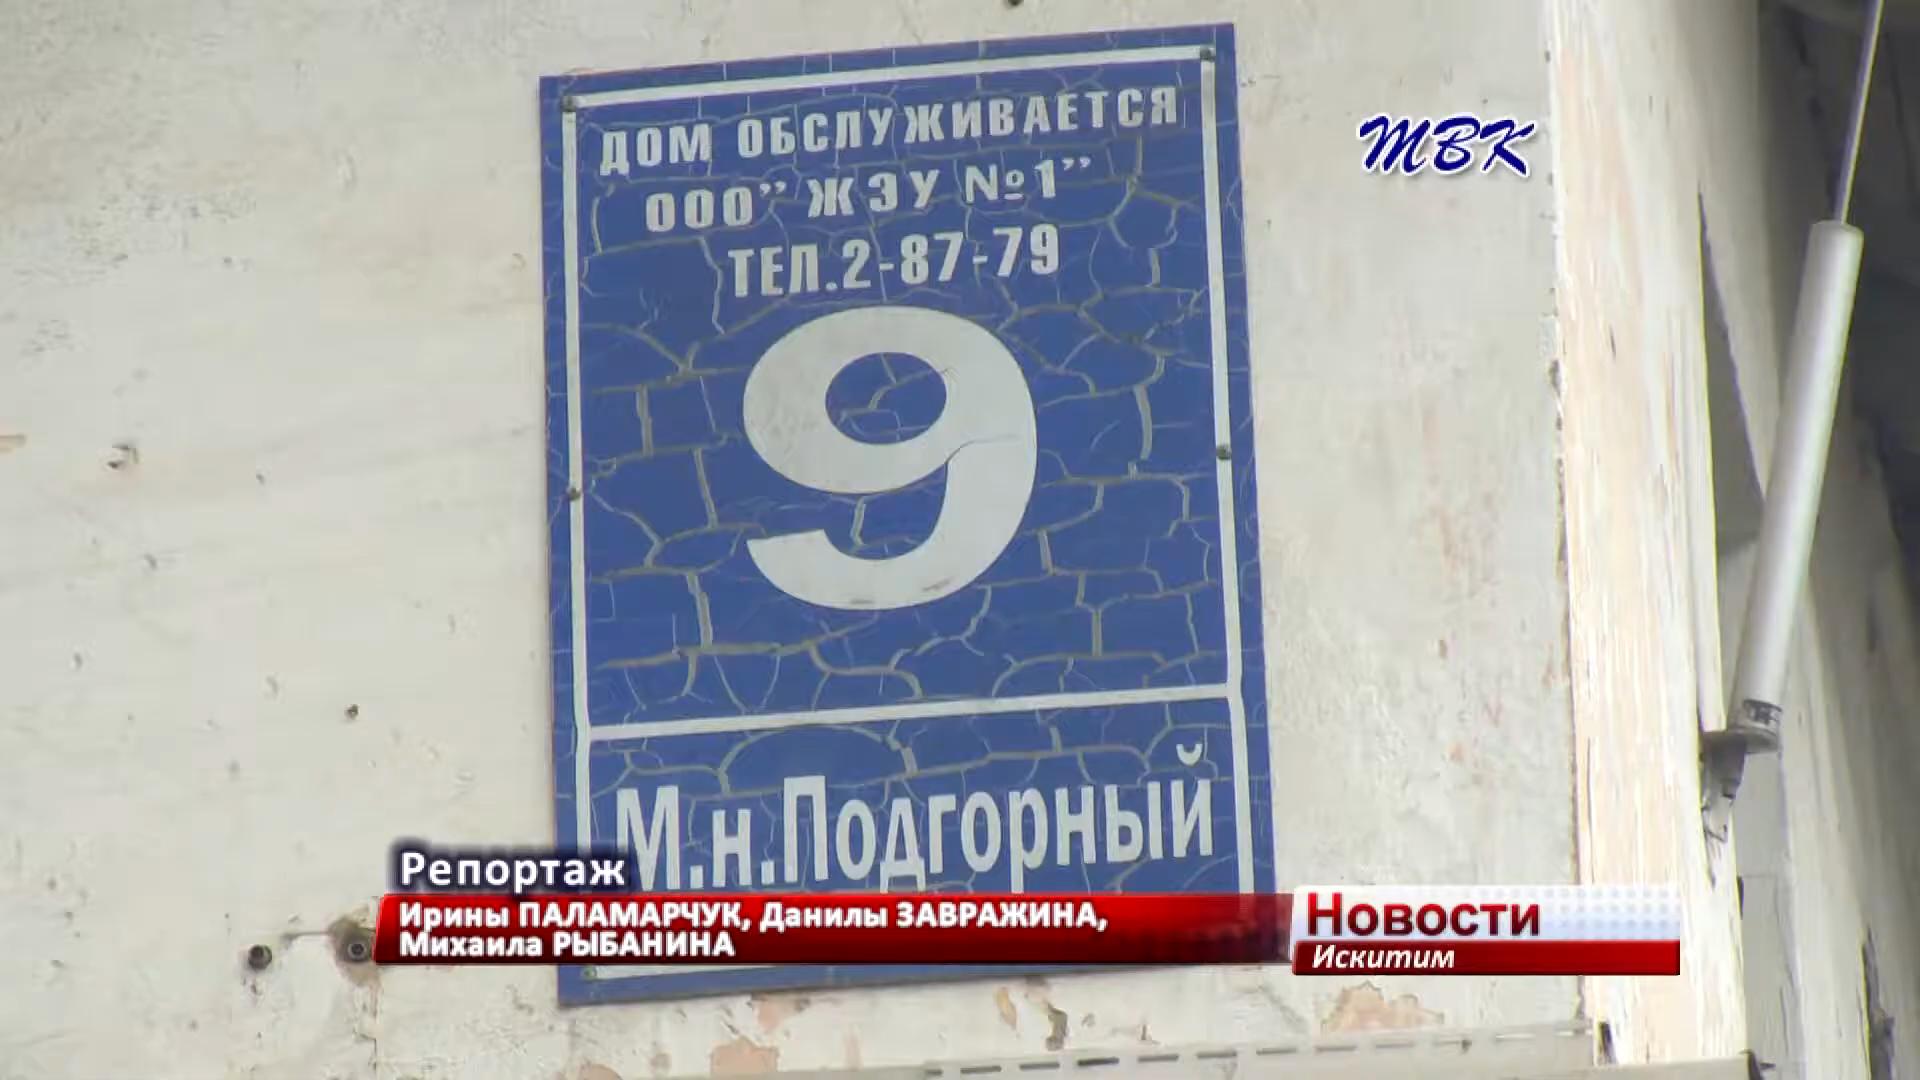 ДОМ ОБСЛУЖИВАЕТСЯ
ООО" ЖЭУ №1"
ТЕЛ.2-87-79
9
М.н.Подгорный
ТВК
Репортаж
Ирины ПАЛАМАРЧУК, Данилы ЗАВРАЖИНА,
Михаила РЫБАНИНА
Новости
Искитим